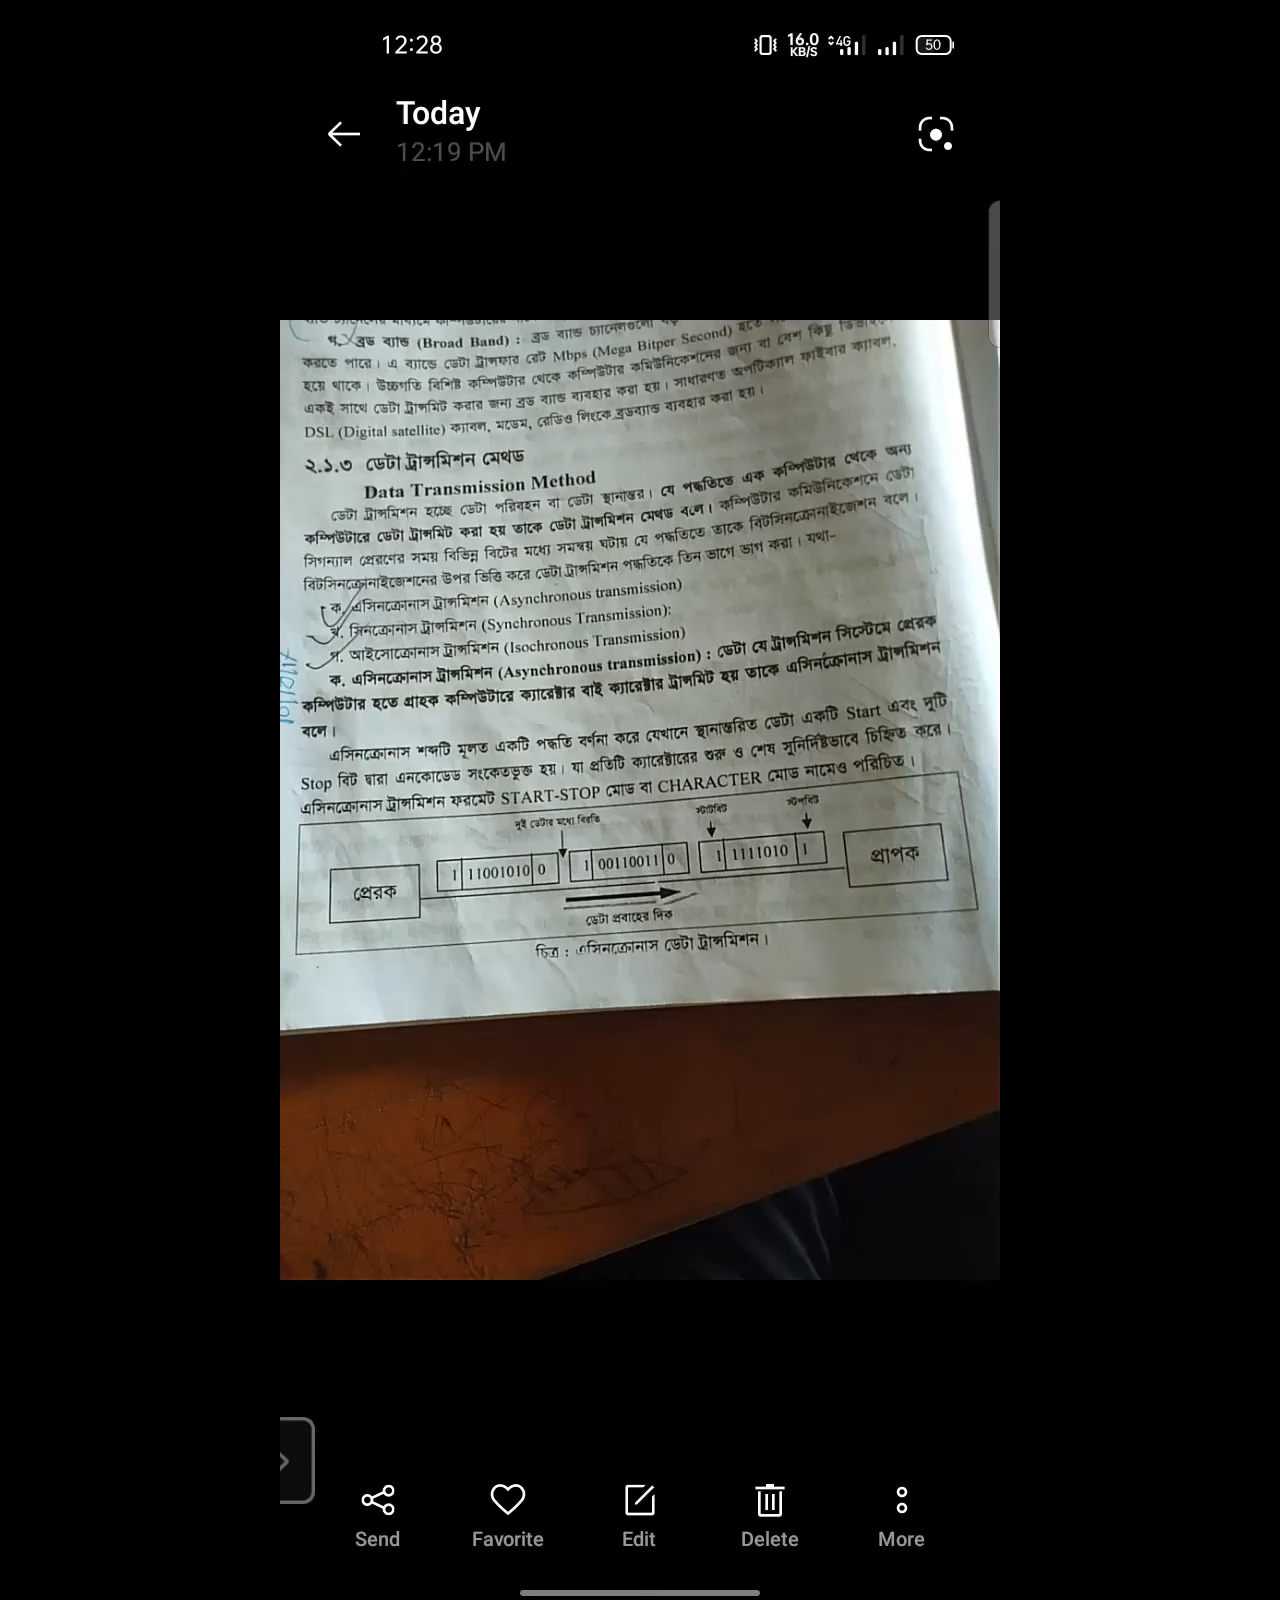 12:28
16.0 KB/S 4G 50
Today
12:19 PM
গ. ব্রড ব্যান্ড (Broad Band) : ব্রড ব্যান্ড চ্যানেলগুলো
করতে পারে। এ ব্যান্ডে ডেটা ট্রান্সফার রেট Mbps (Mega Bitper Second) হতে
হয়ে থাকে। উচ্চগতি বিশিষ্ট কম্পিউটার থেকে কম্পিউটার কমিউনিকেশনের জন্য বা বেশ কিছু
একই সাথে ডেটা ট্রান্সমিট করার জন্য ব্রড ব্যান্ড ব্যবহার করা হয়। সাধারণত অপটিক্যাল ফাইবার ক্যাবল,
DSL (Digital satellite) ক্যাবল, মডেম, রেডিও লিংকে ব্রডব্যান্ড ব্যবহার করা হয়।
২.১.৩ ডেটা ট্রান্সমিশন মেথড
Data Transmission Method
ডেটা ট্রান্সমিশন হচ্ছে ডেটা পরিবহন বা ডেটা স্থানান্তর। যে পদ্ধতিতে এক কম্পিউটার থেকে অন্য
কম্পিউটারে ডেটা ট্রান্সমিট করা হয় তাকে ডেটা ট্রান্সমিশন মেথড বলে। কম্পিউটার কমিউনিকেশনে ডেটা
সিগন্যাল প্রেরণের সময় বিভিন্ন বিটের মধ্যে সমন্বয় ঘটায় যে পদ্ধতিতে তাকে বিটসিনক্রোনাইজেশন বলে।
বিটসিনক্রোনাইজেশনের উপর ভিত্তি করে ডেটা ট্রান্সমিশন পদ্ধতিকে তিন ভাগে ভাগ করা। যথা-
ক. এসিনক্রোনাস ট্রান্সমিশন (Asynchronous transmission)
খ. সিনক্রোনাস ট্রান্সমিশন (Synchronous Transmission):
গ. আইসোক্রোনাস ট্রান্সমিশন (Isochronous Transmission)
ক. এসিনক্রোনাস ট্রান্সমিশন (Asynchronous transmission) : ডেটা যে ট্রান্সমিশন সিস্টেমে প্রেরক
কম্পিউটার হতে গ্রাহক কম্পিউটারে ক্যারেক্টার বাই ক্যারেক্টার ট্রান্সমিট হয় তাকে এসিনক্রোনাস ট্রান্সমিশন
বলে।
এসিনক্রোনাস শব্দটি মূলত একটি পদ্ধতি বর্ণনা করে যেখানে স্থানান্তরিত ডেটা একটি Start এবং দুটি
Stop বিট দ্বারা এনকোডেড সংকেতভুক্ত হয়। যা প্রতিটি ক্যারেক্টারের শুরু ও শেষ সুনির্দিষ্টভাবে চিহ্নিত করে।
এসিনক্রোনাস ট্রান্সমিশন ফরমেট START-STOP মোড বা CHARACTER মোড নামেও পরিচিত।
দুই ডেটার মধ্যে বিরতি স্টার্টবিট স্টপবিট
প্রেরক 1 11001010 0 1 00110011 0 1 1111010 1 প্রাপক
ডেটা প্রবাহের দিক
চিত্র : এসিনক্রোনাস ডেটা ট্রান্সমিশন।
Send Favorite Edit Delete More